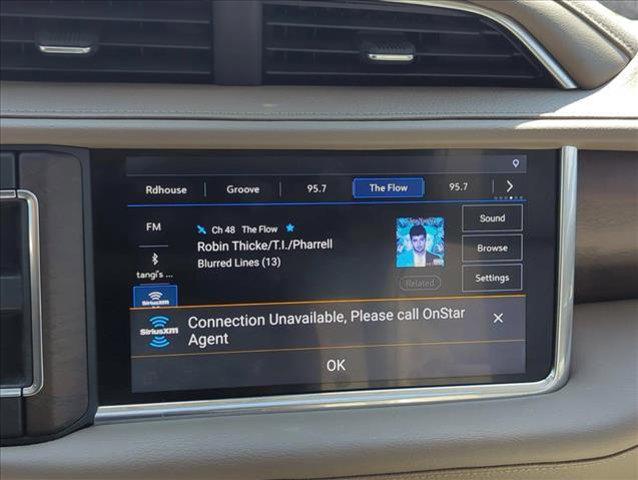 Rdhouse Groove 95.7 The Flow 95.7
FM
Ch 48 The Flow
Robin Thicke/T.I./Pharrell
Blurred Lines (13)
Sound
Browse
Settings
Related
tangi's ...
SiriusXM
Connection Unavailable, Please call OnStar
Agent
OK